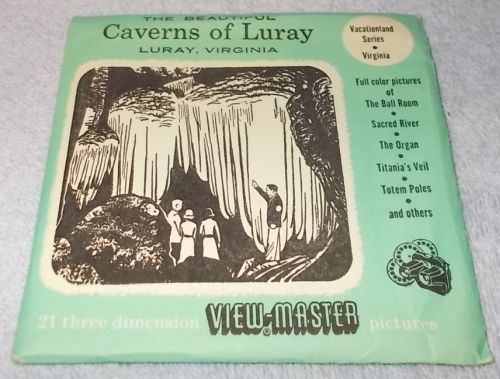 THE BEAUTIFUL
Caverns of Luray
LURAY, VIRGINIA
Vacationland
Series
•
Virginia
Full color pictures
of
The Ball Room
•
Sacred River
•
The Organ
•
Titania's Veil
•
Totem Poles
•
and others
21 three dimension VIEW-MASTER pictures
®